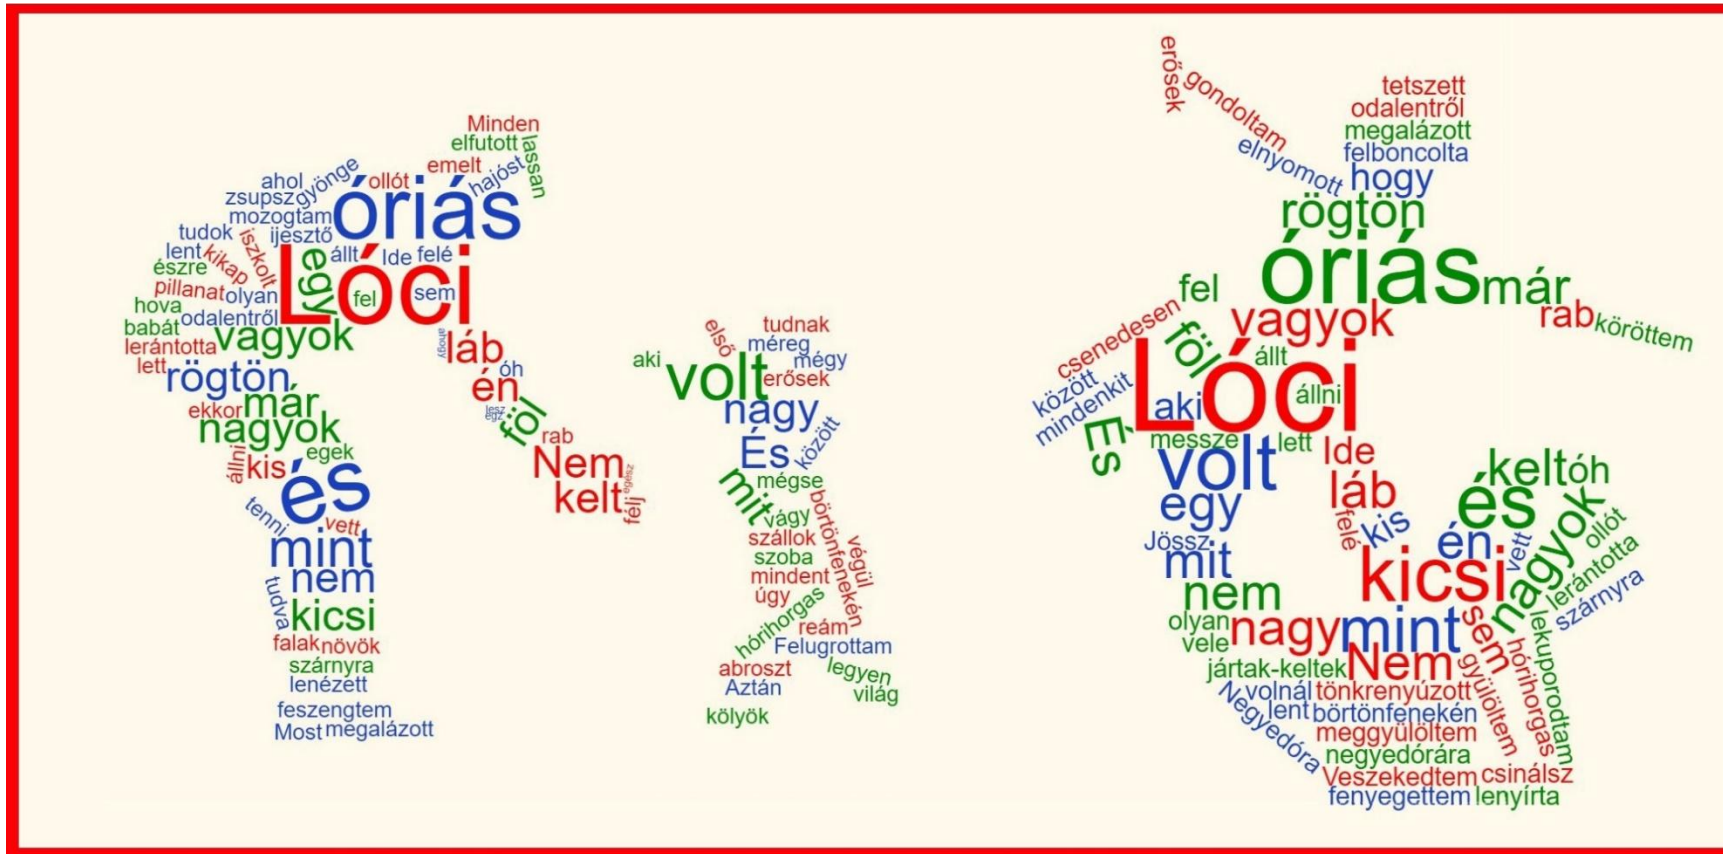 Minden
elfutott
lassan
emelt
hajóst
ollót
gyönge
ahol
zsupsz
óriás
mozogtam
ijesztő
tudok
iszkolt
lent
kikap
állt
Ide
felé
egy
Lóci
fel
sem
észre
pillanat
olyan
hova
odalentről
babát
vagyok
lerántotta
lett
ahogy
láb
óh
rögtön
én
ekkor
már
föl
nagyok
rab
egek
állni
kis
Nem
egész
kelt
félj
és
tenni
vett
mint
nem
tudva
kicsi
falak
növök
szárnyra
lenézett
feszengtem
Most
megalázott
első
tudnak
méreg
aki
mégy
volt
erősek
nagy
És
között
mégse
mit
vágy
börtönfenekén
szállok
végül
szoba
mindent
úgy
hórihorgas
reám
Felugrottam
abroszt
legyen
Aztán
világ
kölyök
erősek
gondoltam
tetszett
odalentről
megalázott
elnyomott
felboncolta
hogy
rögtön
óriás
már
fel
vagyok
rab
köröttem
csenedesen
föl
állt
Lóci
állni
között
aki
mindenkit
És
messze
lett
Ide
volt
kelt
óh
láb
és
egy
felé
kis
nagyok
ollót
Jössz
én
vett
lerántotta
mit
kicsi
szárnyra
nem
sem
olyan
nagy
mint
lekuporodtam
vele
hórihorgas
jártak-keltek
Nem
gyülöltem
Negyedóra
volnál
tönkrenyúzott
lent
börtönfenekén
meggyülöltem
negyedórára
Veszekedtem
csinálsz
fenyegettem
lenyírta